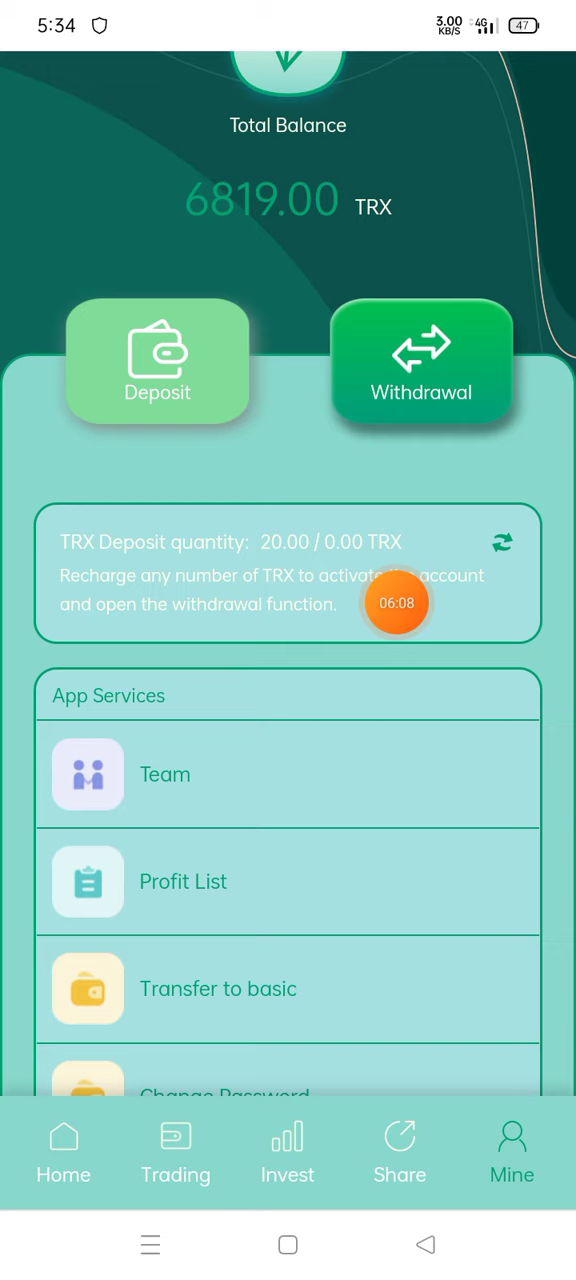 5:34
3.00
KB/S
4G
47
Total Balance
6819.00 TRX
Deposit
Withdrawal
TRX Deposit quantity: 20.00 / 0.00 TRX
Recharge any number of TRX to activate account
and open the withdrawal function.
06:08
App Services
Team
Profit List
Transfer to basic
Change Password
Home
Trading
Invest
Share
Mine